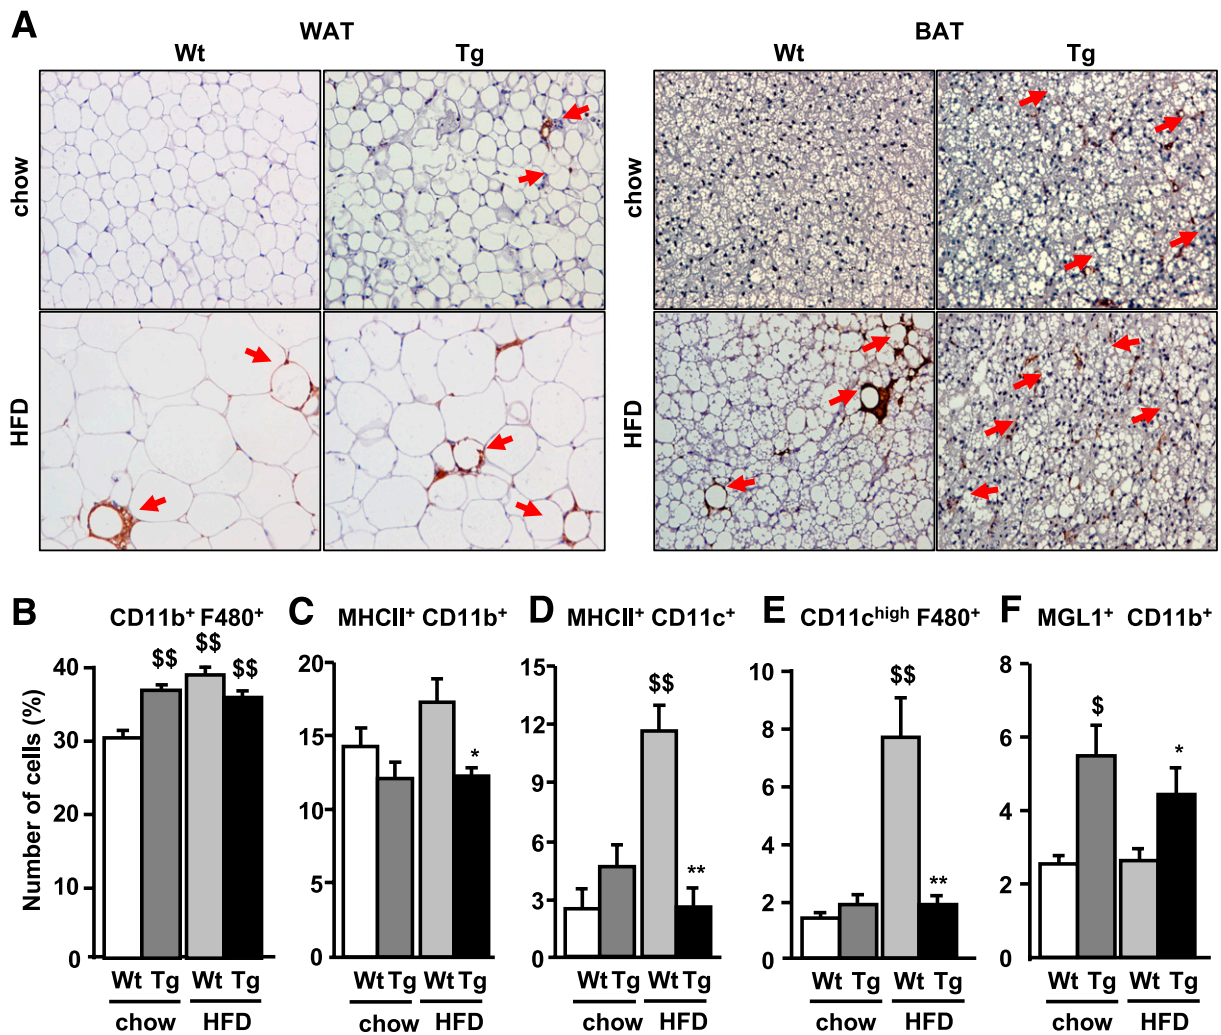 A
WAT
BAT
Wt
Tg
Wt
Tg
chow
HFD
HFD
chow
B
CD11b⁺ F480⁺
C
MHCII⁺ CD11b⁺
D
MHCII⁺ CD11c⁺
E
CD11cʰⁱᵍʰ F480⁺
F
MGL1⁺ CD11b⁺
Number of cells (%)
40
30
20
10
0
$$
$$
$$
Wt Tg Wt Tg
chow HFD
20
15
10
5
0
*
Wt Tg Wt Tg
chow HFD
15
12
9
6
3
0
$$
**
Wt Tg Wt Tg
chow HFD
10
8
6
4
2
0
$$
**
Wt Tg Wt Tg
chow HFD
8
6
4
2
0
$
*
Wt Tg Wt Tg
chow HFD